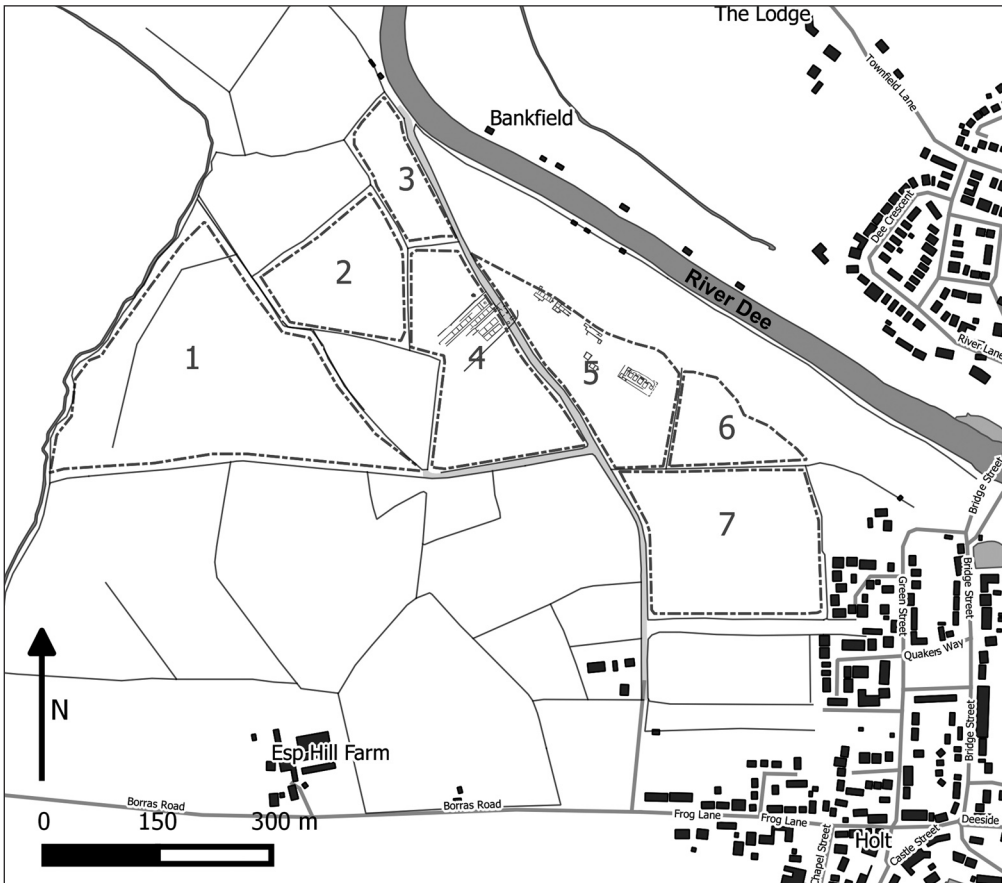 The Lodge
Townfield Lane
Bankfield
3
Dee Crescent
2
River Dee
River Lane
1
4
5
6
Bridge Street
7
Bridge Street
Green Street
Quakers Way
N
Bridge Street
Esp Hill Farm
Borras Road
Borras Road
Frog Lane
Frog Lane
Deeside
0 150 300 m
Holt
Chapel Street
Castle Street